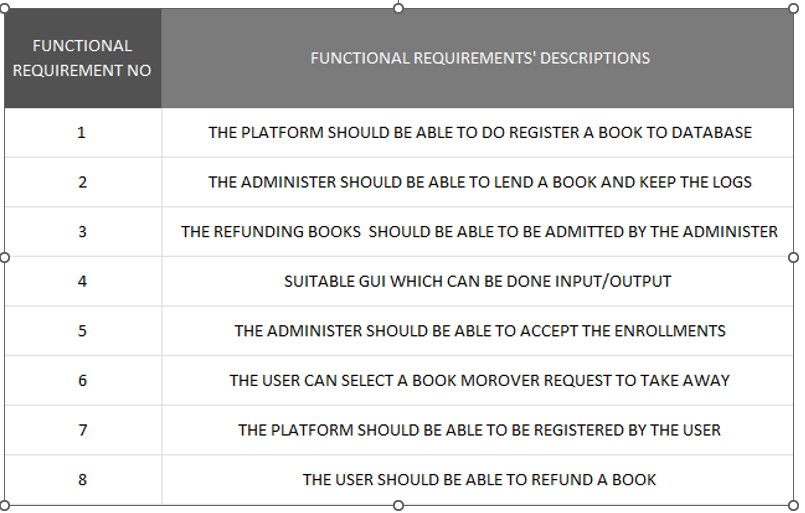 FUNCTIONAL
REQUIREMENT NO
FUNCTIONAL REQUIREMENTS' DESCRIPTIONS
1
THE PLATFORM SHOULD BE ABLE TO DO REGISTER A BOOK TO DATABASE
2
THE ADMINISTER SHOULD BE ABLE TO LEND A BOOK AND KEEP THE LOGS
3
THE REFUNDING BOOKS SHOULD BE ABLE TO BE ADMITTED BY THE ADMINISTER
4
SUITABLE GUI WHICH CAN BE DONE INPUT/OUTPUT
5
THE ADMINISTER SHOULD BE ABLE TO ACCEPT THE ENROLLMENTS
6
THE USER CAN SELECT A BOOK MOROVER REQUEST TO TAKE AWAY
7
THE PLATFORM SHOULD BE ABLE TO BE REGISTERED BY THE USER
8
THE USER SHOULD BE ABLE TO REFUND A BOOK